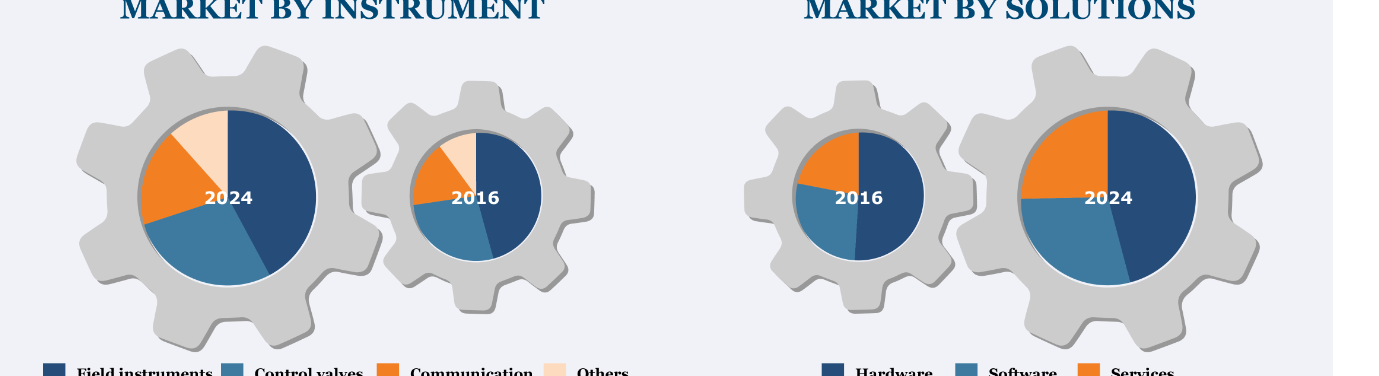 MARKET BY INSTRUMENT
MARKET BY SOLUTIONS
2024
2016
2016
2024
Field instruments
Control valves
Communication
Others
Hardware
Software
Services